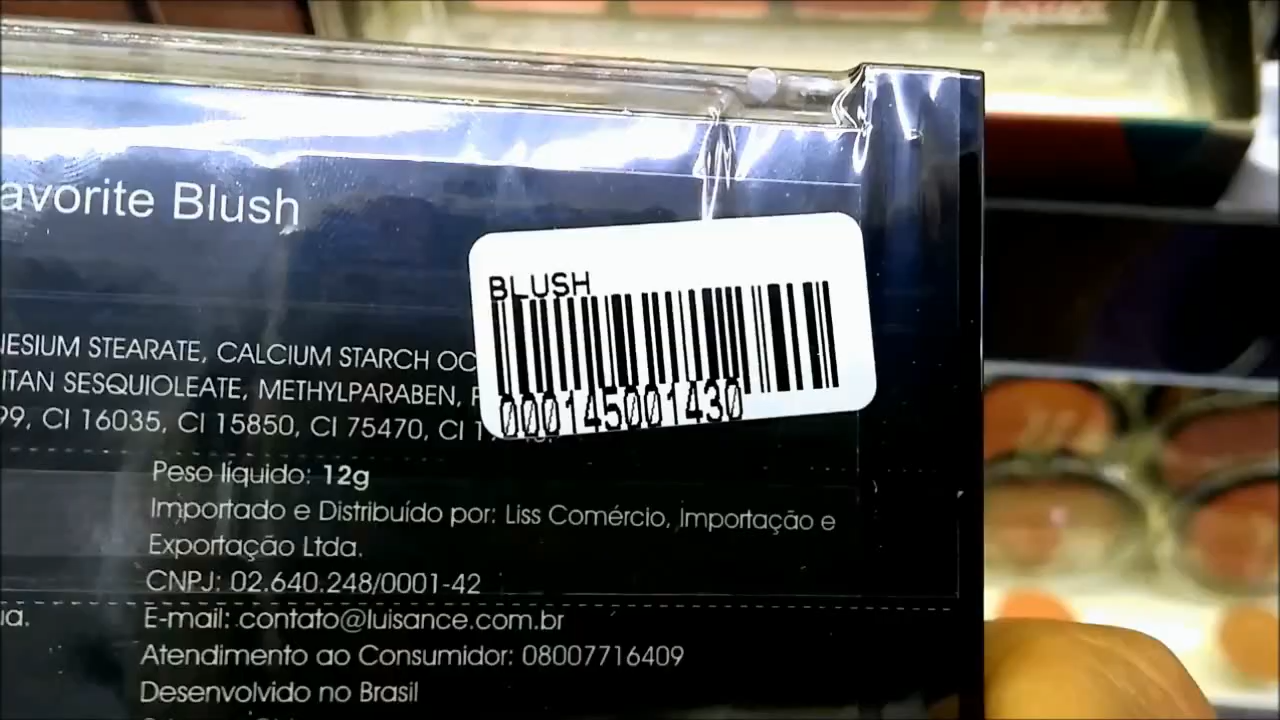 avorite Blush
BLUSH
000145001430
NESIUM STEARATE, CALCIUM STARCH OC
ITAN SESQUIOLEATE, METHYLPARABEN,
99, CI 16035, CI 15850, CI 75470, CI
Peso líquido: 12g
Importado e Distribuído por: Liss Comércio, Importação e
Exportação Ltda.
CNPJ: 02.640.248/0001-42
E-mail: contato@luisance.com.br
Atendimento ao Consumidor: 08007716409
Desenvolvido no Brasil